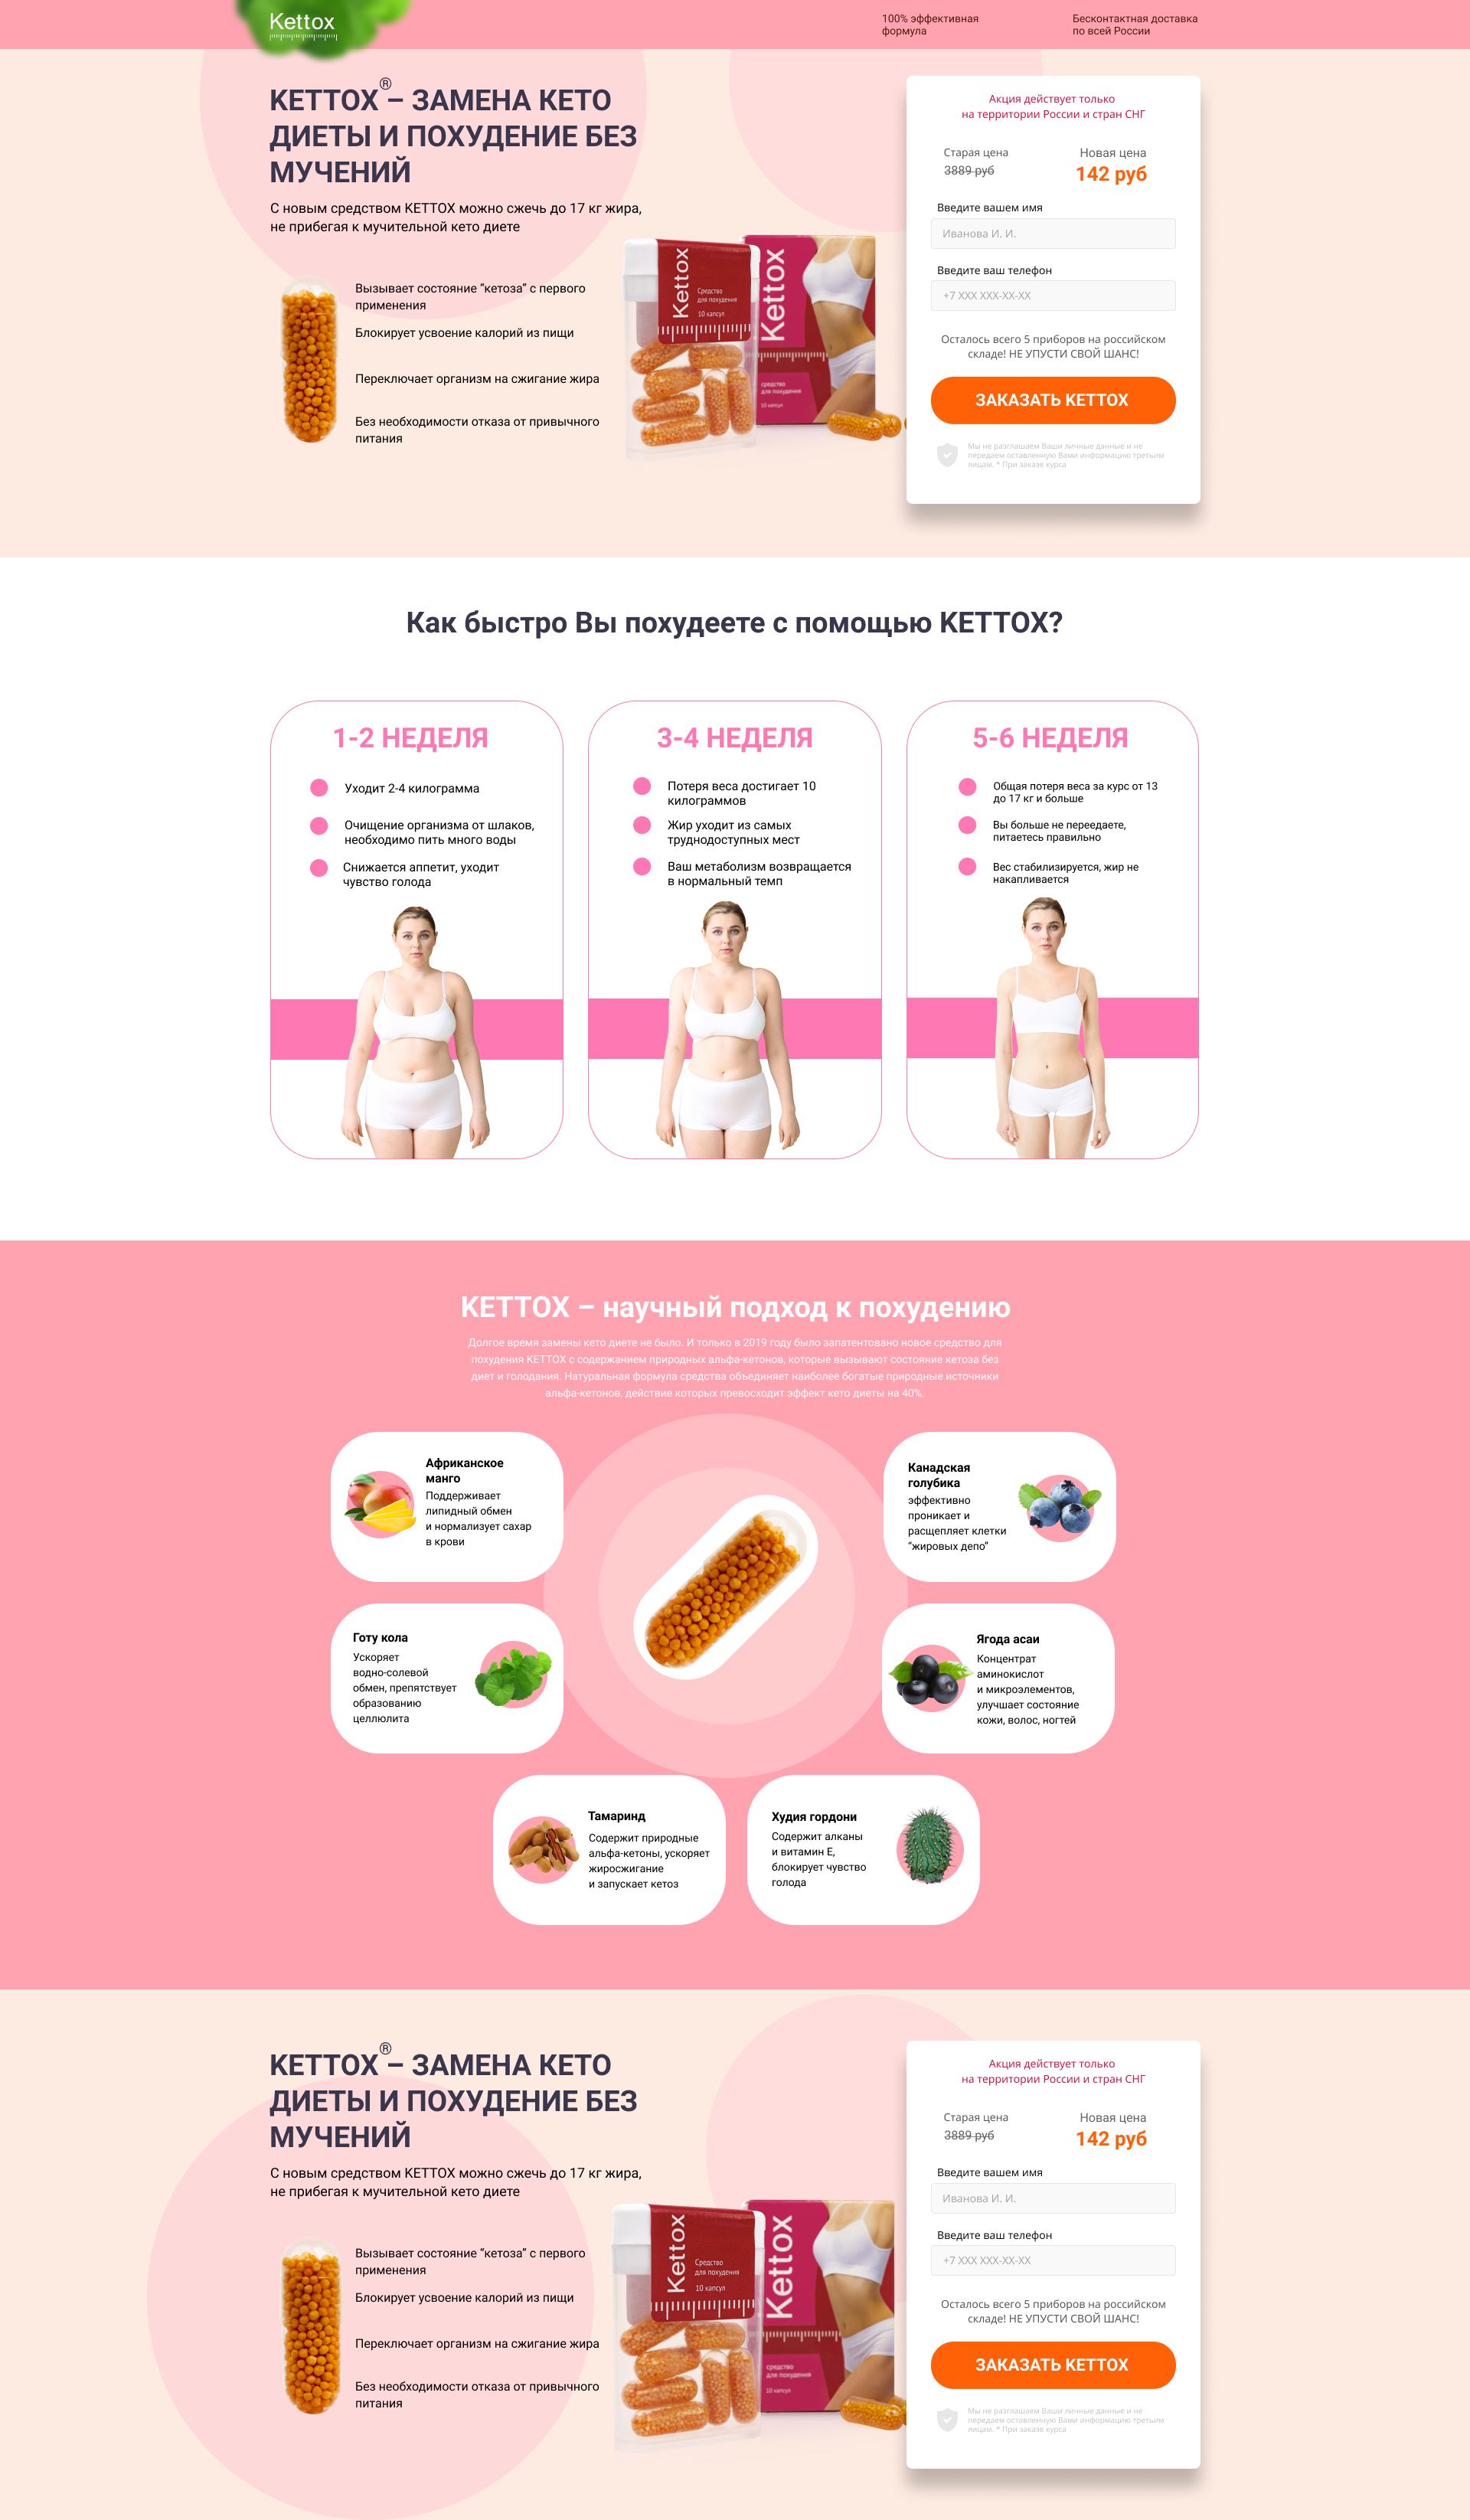 Kettox
100% эффективная
формула
Бесконтактная доставка
по всей России
KETTOX® – ЗАМЕНА КЕТО
ДИЕТЫ И ПОХУДЕНИЕ БЕЗ
МУЧЕНИЙ
С новым средством KETTOX можно сжечь до 17 кг жира,
не прибегая к мучительной кето диете
Вызывает состояние “кетоза” с первого
применения
Блокирует усвоение калорий из пищи
Переключает организм на сжигание жира
Без необходимости отказа от привычного
питания
Kettox
Средство
для похудения
10 капсул
Kettox
средство
для похудения
10 капсул
Акция действует только
на территории России и стран СНГ
Старая цена
3889 руб
Новая цена
142 руб
Введите вашем имя
Иванова И. И.
Введите ваш телефон
+7 XXX XXX-XX-XX
Осталось всего 5 приборов на российском
складе! НЕ УПУСТИ СВОЙ ШАНС!
ЗАКАЗАТЬ KETTOX
Мы не разглашаем Ваши личные данные и не
передаем оставленную Вами информацию третьим
лицам. * При заказе курса
Как быстро Вы похудеете с помощью KETTOX?
1-2 НЕДЕЛЯ
Уходит 2-4 килограмма
Очищение организма от шлаков,
необходимо пить много воды
Снижается аппетит, уходит
чувство голода
3-4 НЕДЕЛЯ
Потеря веса достигает 10
килограммов
Жир уходит из самых
труднодоступных мест
Ваш метаболизм возвращается
в нормальный темп
5-6 НЕДЕЛЯ
Общая потеря веса за курс от 13
до 17 кг и больше
Вы больше не переедаете,
питаетесь правильно
Вес стабилизируется, жир не
накапливается
KETTOX – научный подход к похудению
Долгое время замены кето диете не было. И только в 2019 году было запатентовано новое средство для
похудения KETTOX с содержанием природных альфа-кетонов, которые вызывают состояние кетоза без
диет и голодания. Натуральная формула средства объединяет наиболее богатые природные источники
альфа-кетонов, действие которых превосходит эффект кето диеты на 40%.
Африканское
манго
Поддерживает
липидный обмен
и нормализует сахар
в крови
Канадская
голубика
эффективно
проникает и
расщепляет клетки
“жировых депо”
Готу кола
Ускоряет
водно-солевой
обмен, препятствует
образованию
целлюлита
Ягода асаи
Концентрат
аминокислот
и микроэлементов,
улучшает состояние
кожи, волос, ногтей
Тамаринд
Содержит природные
альфа-кетоны, ускоряет
жиросжигание
и запускает кетоз
Худия гордони
Содержит алканы
и витамин Е,
блокирует чувство
голода
KETTOX® – ЗАМЕНА КЕТО
ДИЕТЫ И ПОХУДЕНИЕ БЕЗ
МУЧЕНИЙ
С новым средством KETTOX можно сжечь до 17 кг жира,
не прибегая к мучительной кето диете
Вызывает состояние “кетоза” с первого
применения
Блокирует усвоение калорий из пищи
Переключает организм на сжигание жира
Без необходимости отказа от привычного
питания
Kettox
Средство
для похудения
10 капсул
Kettox
средство
для похудения
10 капсул
Акция действует только
на территории России и стран СНГ
Старая цена
3889 руб
Новая цена
142 руб
Введите вашем имя
Иванова И. И.
Введите ваш телефон
+7 XXX XXX-XX-XX
Осталось всего 5 приборов на российском
складе! НЕ УПУСТИ СВОЙ ШАНС!
ЗАКАЗАТЬ KETTOX
Мы не разглашаем Ваши личные данные и не
передаем оставленную Вами информацию третьим
лицам. * При заказе курса